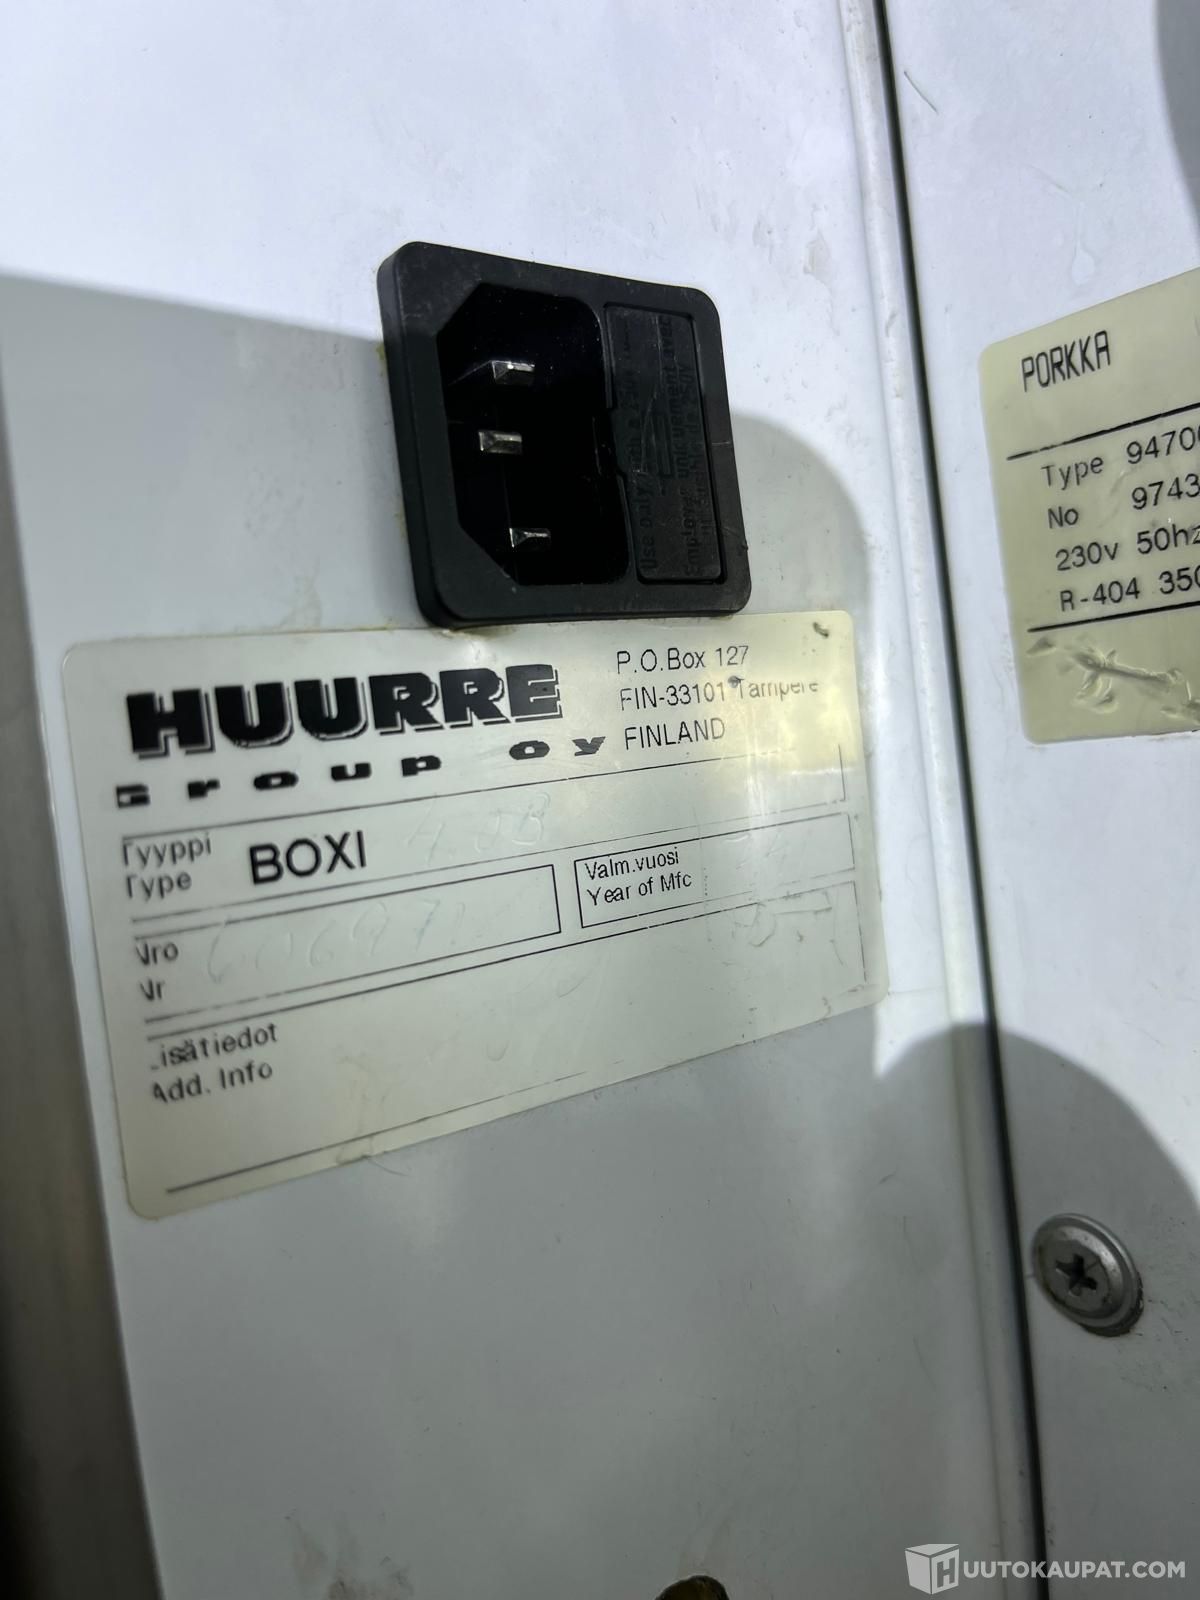 HUURRE
Group oy
P.O.Box 127
FIN-33101 Tampere
FINLAND
Tyyppi
Type
BOXI
Nro
Nr
Valm.vuosi
Year of Mfc
Lisätiedot
Add. Info
PORKKA
Type 9470
No 9743
230v 50hz
R-404 350
HUUTOKAUPAT.COM